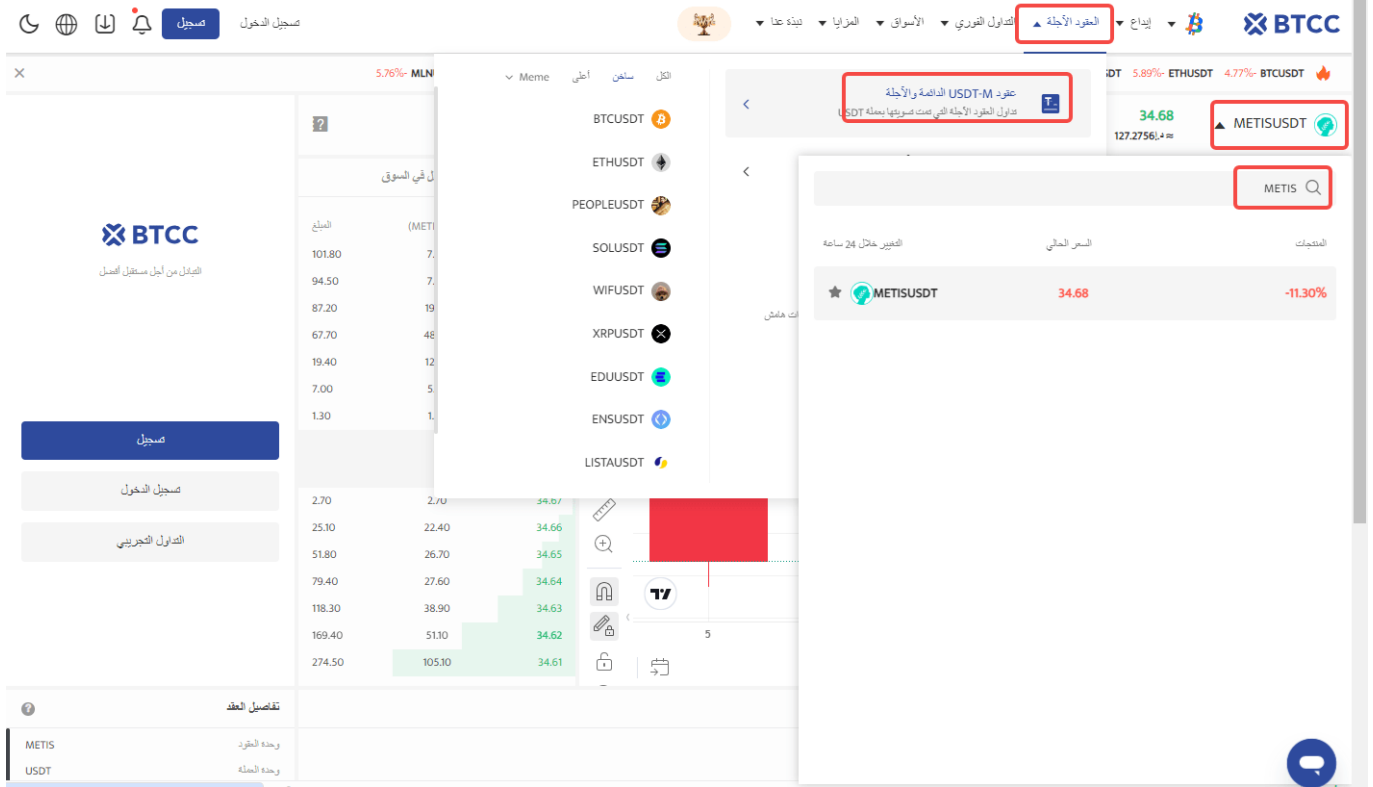 BTCC
إيداع
العقود الآجلة
التداول الفوري
الأسواق
المزايا
نبذة عنا
تسجيل الدخول
تسجيل
BTCUSDT -4.77%
ETHUSDT -5.89%
5.76%-
METISUSDT
34.68
عقود USDT-M الدائمة والآجلة
تداول العقود الآجلة التي تمت تسويتها بعملة USDT
الكل
ساخن
أعلى
Meme
BTCUSDT
ETHUSDT
PEOPLEUSDT
SOLUSDT
WIFUSDT
XRPUSDT
EDUUSDT
ENSUSDT
LISTAUSDT
METIS
المنتجات
السعر الحالي
التغيير خلال 24 ساعة
METISUSDT
34.68
-11.30%
المبلغ
101.80
94.50
87.20
67.70
19.40
7.00
1.30
2.70 2.70 34.67
25.10 22.40 34.66
51.80 26.70 34.65
79.40 27.60 34.64
118.30 38.90 34.63
169.40 51.10 34.62
274.50 105.10 34.61
5
BTCC
التبادل من أجل مستقبل أفضل
تسجيل
تسجيل الدخول
التداول التجريبي
تفاصيل العقد
وحدة العقود
METIS
وحدة العملة
USDT